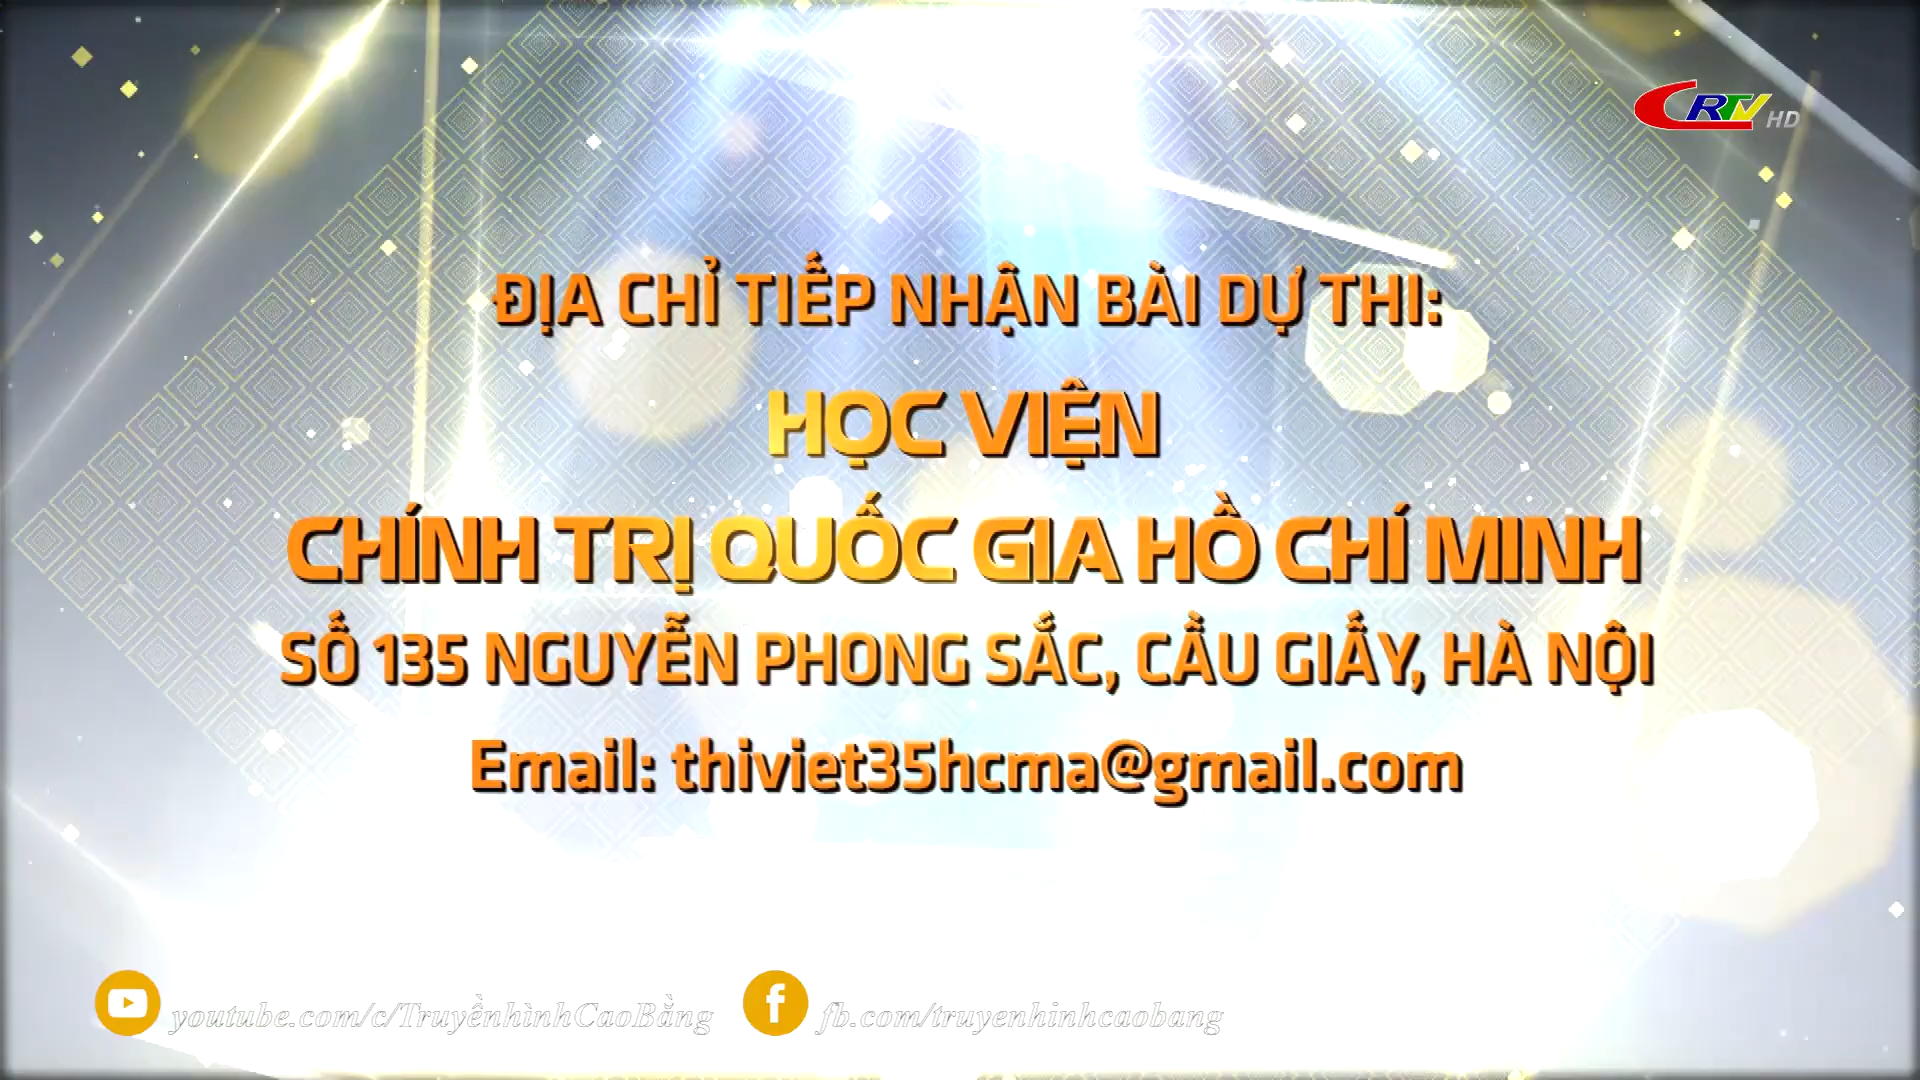 CRTV HD
ĐỊA CHỈ TIẾP NHẬN BÀI DỰ THI:
HỌC VIỆN
CHÍNH TRỊ QUỐC GIA HỒ CHÍ MINH
SỐ 135 NGUYỄN PHONG SẮC, CẦU GIẤY, HÀ NỘI
Email: thiviet35hcma@gmail.com
youtube.com/c/TruyềnhìnhCaoBằng
fb.com/truyenhinhcaobang